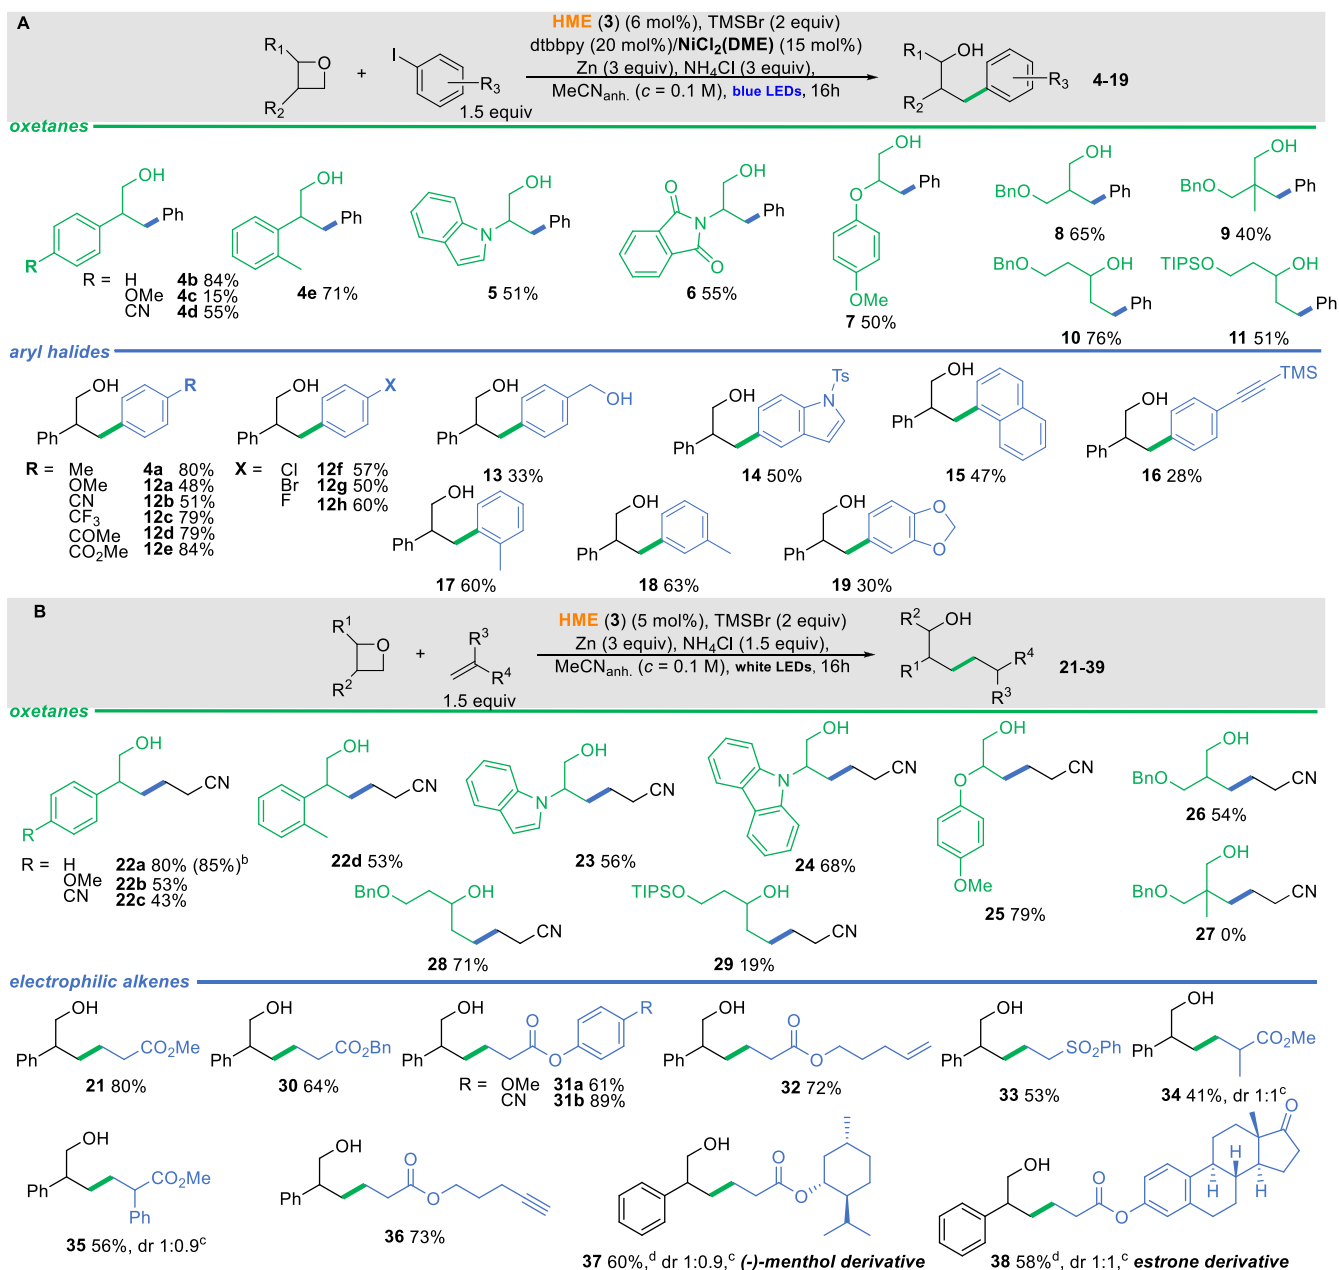 A
HME (3) (6 mol%), TMSBr (2 equiv)
dtbbpy (20 mol%)/NiCl2(DME) (15 mol%)
Zn (3 equiv), NH4Cl (3 equiv),
MeCNanh. (c = 0.1 M), blue LEDs, 16h
R1 O R2 + I R3 1.5 equiv
R1 OH R2 R3 4-19
oxetanes
OH Ph R
R = H 4b 84%
OMe 4c 15%
CN 4d 55%
OH Ph
4e 71%
OH N Ph
5 51%
O OH N Ph O
6 55%
OH O Ph OMe
7 50%
OH BnO Ph
8 65%
OH BnO Ph
9 40%
BnO OH Ph
10 76%
TIPSO OH Ph
11 51%
aryl halides
OH R Ph
R = Me 4a 80%
OMe 12a 48%
CN 12b 51%
CF3 12c 79%
COMe 12d 79%
CO2Me 12e 84%
OH X Ph
X = Cl 12f 57%
Br 12g 50%
F 12h 60%
OH Ph OH
13 33%
Ts N OH Ph
14 50%
OH Ph
15 47%
TMS OH Ph
16 28%
OH Ph
17 60%
OH Ph
18 63%
OH O O Ph
19 30%
B
HME (3) (5 mol%), TMSBr (2 equiv)
Zn (3 equiv), NH4Cl (1.5 equiv),
MeCNanh. (c = 0.1 M), white LEDs, 16h
R1 O R2 + R3 R4 1.5 equiv
R2 OH R1 R4 R3 21-39
oxetanes
OH CN R
R = H 22a 80% (85%)b
OMe 22b 53%
CN 22c 43%
OH CN
22d 53%
OH N CN
23 56%
OH N CN
24 68%
OH O CN OMe
25 79%
OH BnO CN
26 54%
OH BnO CN
27 0%
BnO OH CN
28 71%
TIPSO OH CN
29 19%
electrophilic alkenes
OH Ph CO2Me
21 80%
OH Ph CO2Bn
30 64%
OH Ph O O R
R = OMe 31a 61%
CN 31b 89%
OH Ph O O
32 72%
OH Ph SO2Ph
33 53%
OH Ph CO2Me
34 41%, dr 1:1c
OH Ph CO2Me Ph
35 56%, dr 1:0.9c
OH Ph O O
36 73%
OH O O
37 60%,d dr 1:0.9,c (-)-menthol derivative
OH O O H H H O
38 58%d, dr 1:1,c estrone derivative